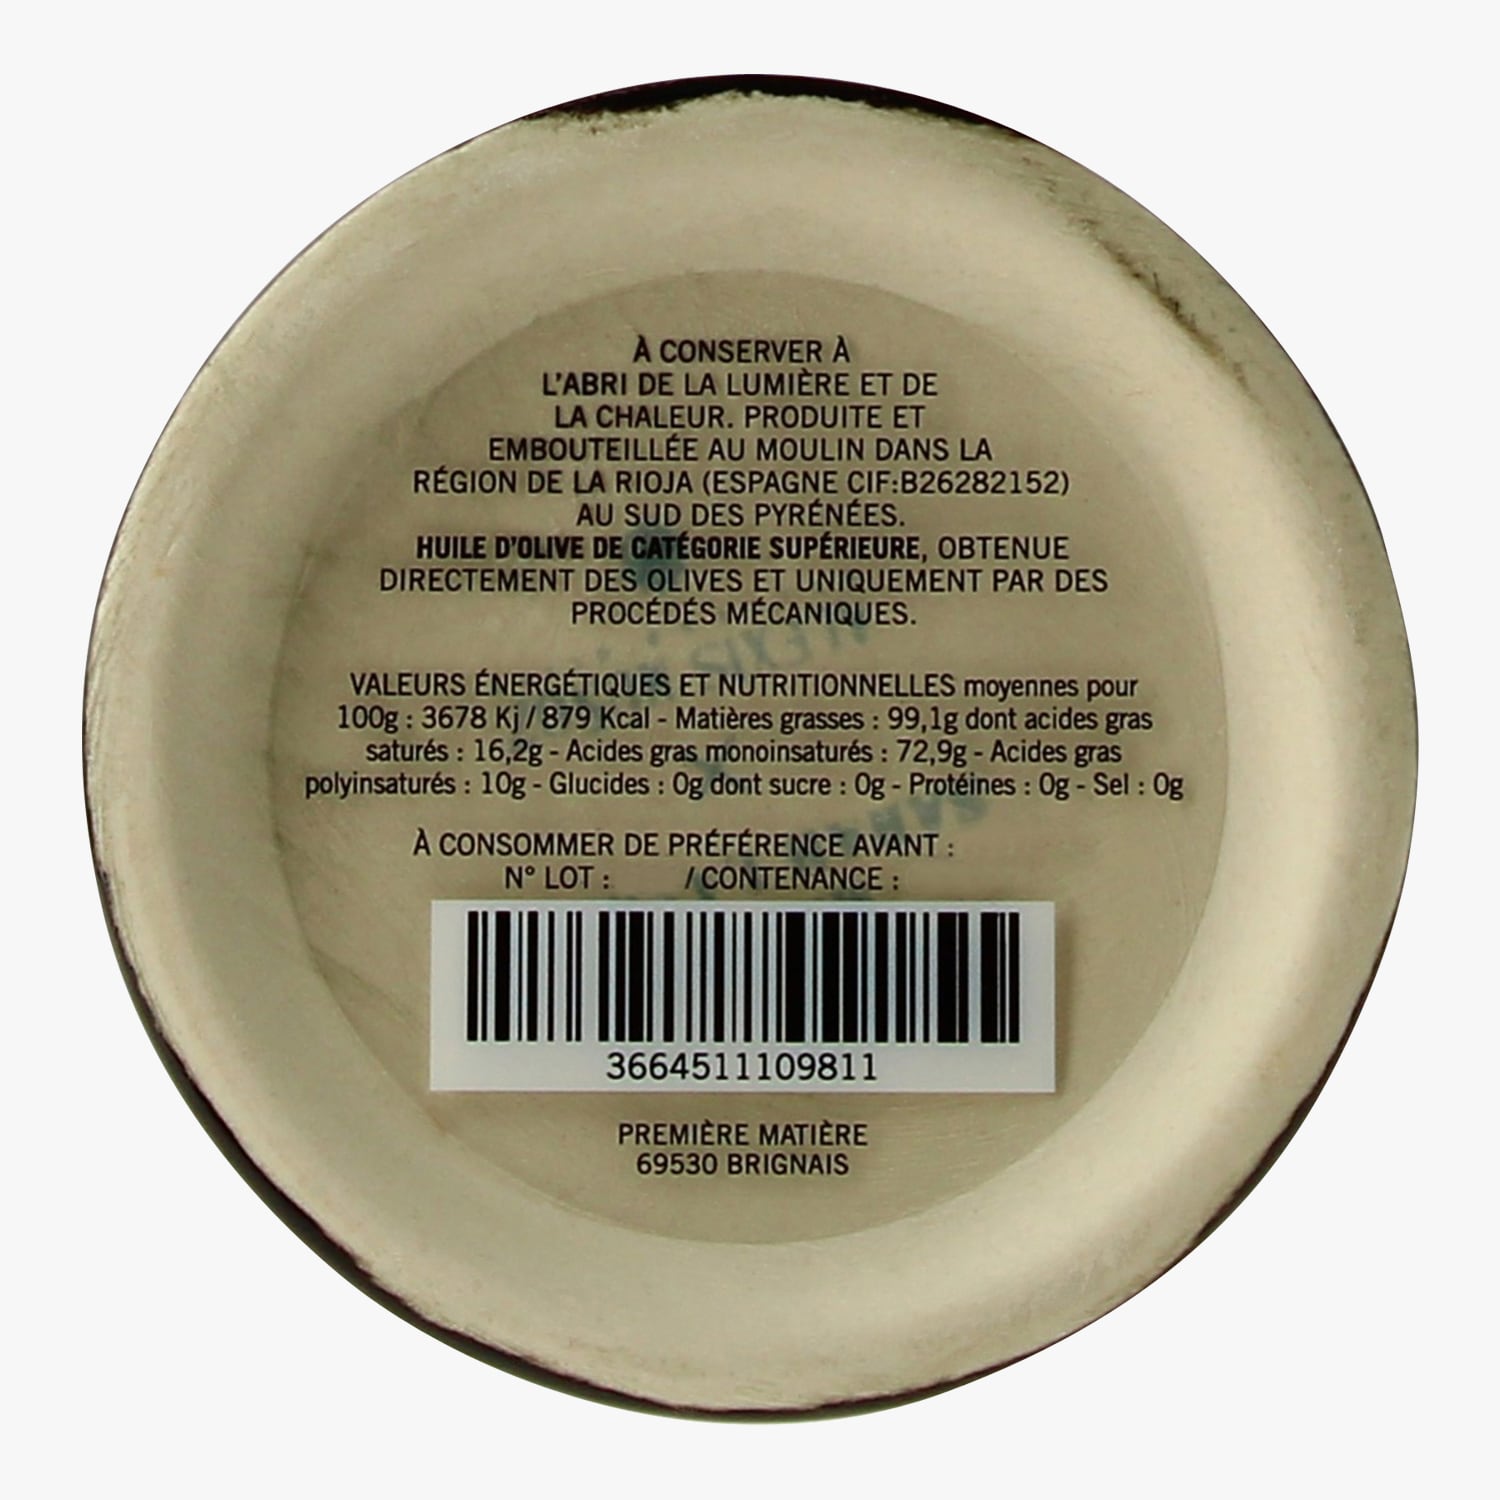 À CONSERVER À
L'ABRI DE LA LUMIÈRE ET DE
LA CHALEUR. PRODUITE ET
EMBOUTEILLÉE AU MOULIN DANS LA
RÉGION DE LA RIOJA (ESPAGNE CIF:B26282152)
AU SUD DES PYRÉNÉES.
HUILE D'OLIVE DE CATÉGORIE SUPÉRIEURE, OBTENUE
DIRECTEMENT DES OLIVES ET UNIQUEMENT PAR DES
PROCÉDÉS MÉCANIQUES.
VALEURS ÉNERGÉTIQUES ET NUTRITIONNELLES moyennes pour
100g : 3678 Kj / 879 Kcal - Matières grasses : 99,1g dont acides gras
saturés : 16,2g - Acides gras monoinsaturés : 72,9g - Acides gras
polyinsaturés : 10g - Glucides : 0g dont sucre : 0g - Protéines : 0g - Sel : 0g
À CONSOMMER DE PRÉFÉRENCE AVANT :
N° LOT : / CONTENANCE :
3664511109811
PREMIÈRE MATIÈRE
69530 BRIGNAIS